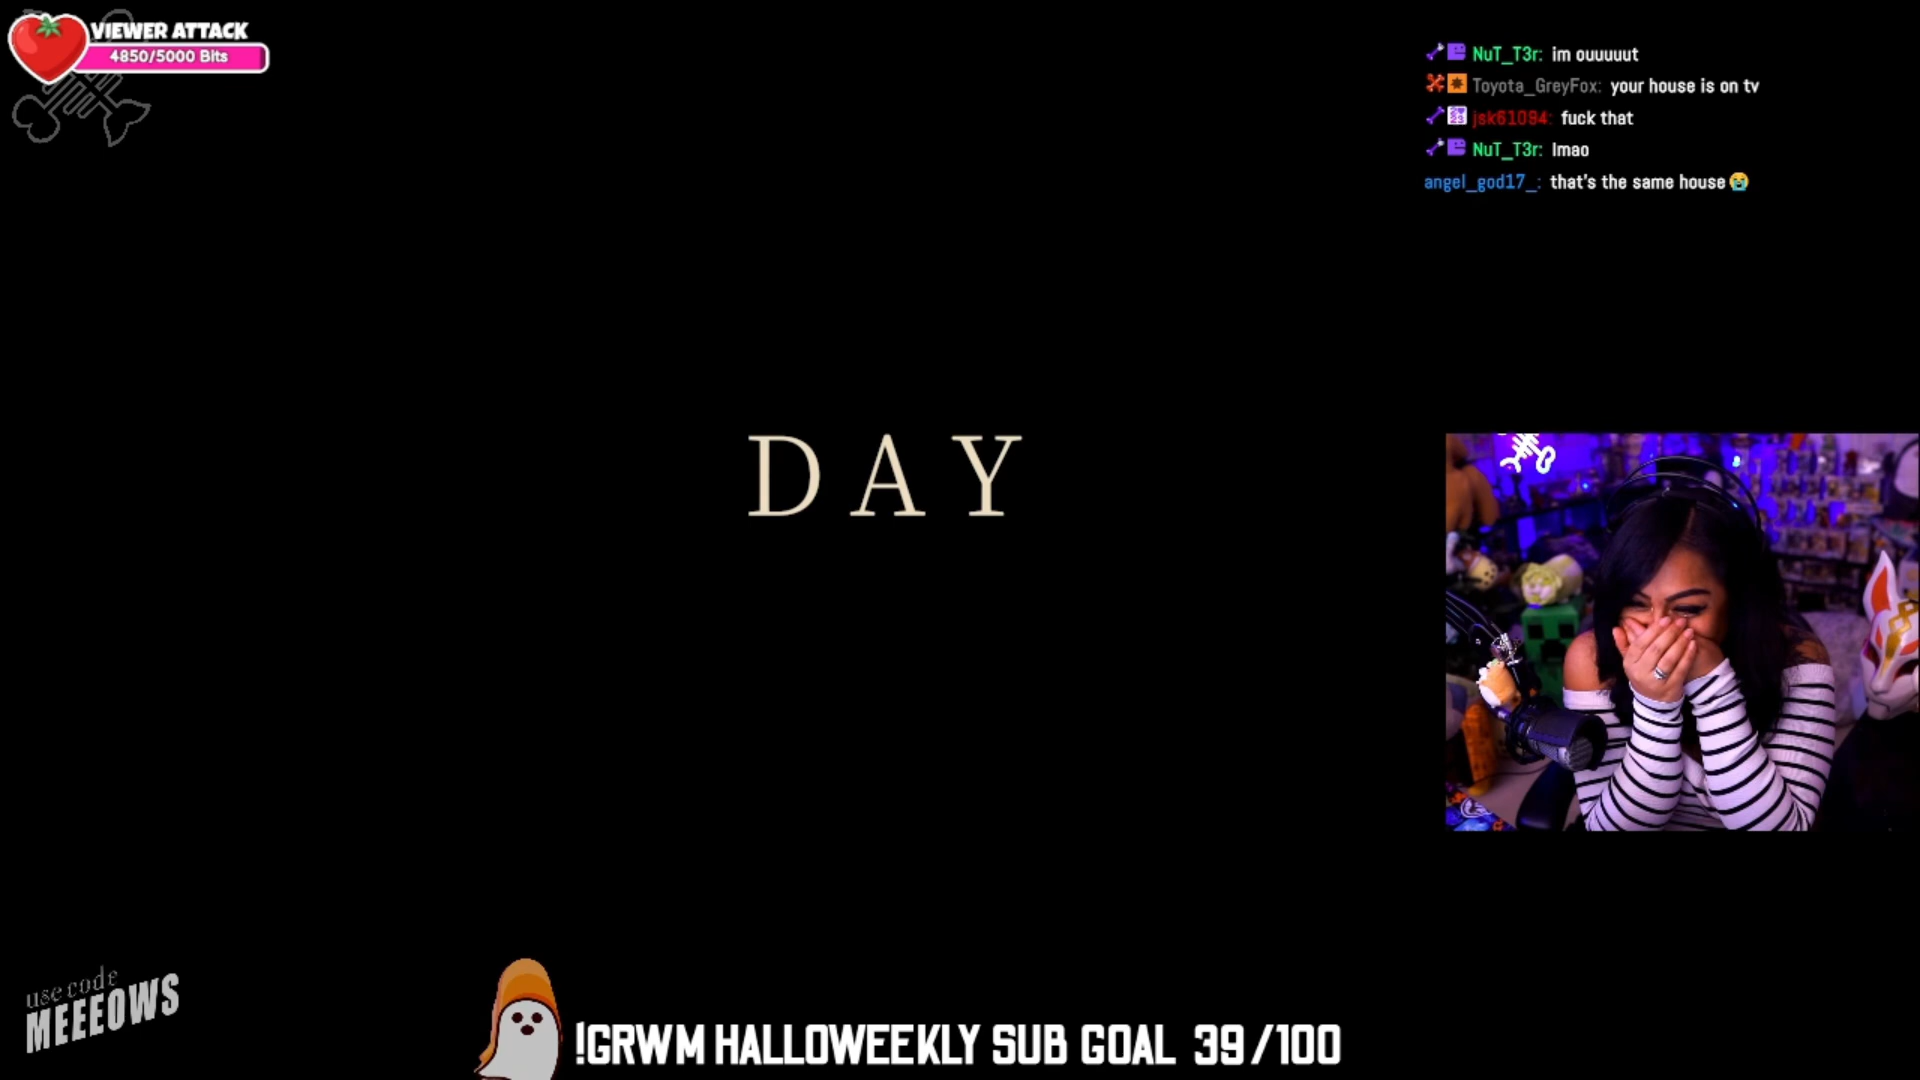 VIEWER ATTACK
4850/5000 Bits
NuT_T3r: im ouuuuut
Toyota_GreyFox: your house is on tv
jsk61094: fuck that
NuT_T3r: lmao
angel_god17_: that's the same house😭
DAY
use code
MEEEOWS
!GRWM HALLOWEEKLY SUB GOAL 39/100